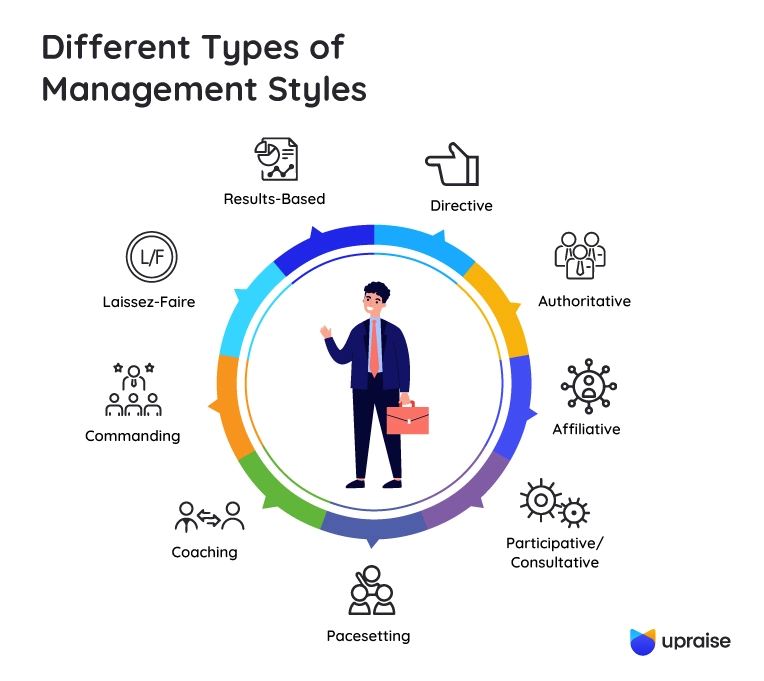 Different Types of
Management Styles
Results-Based
Directive
L/F
Laissez-Faire
Authoritative
Commanding
Affiliative
Coaching
Participative/
Consultative
Pacesetting
upraise